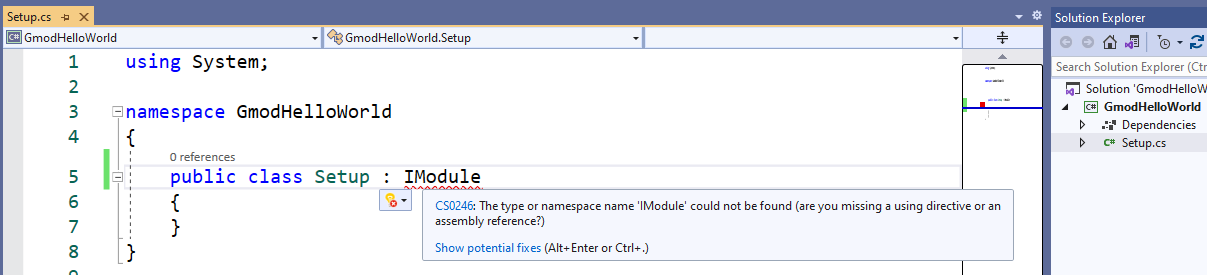 Setup.cs
GmodHelloWorld
GmodHelloWorld.Setup
1 using System;
2
3 namespace GmodHelloWorld
4 {
0 references
5 public class Setup : IModule
6 {
7 }
8 }
CS0246: The type or namespace name 'IModule' could not be found (are you missing a using directive or an
assembly reference?)
Show potential fixes (Alt+Enter or Ctrl+.)
Solution Explorer
Search Solution Explorer (Ctr
Solution 'GmodHelloW
GmodHelloWorld
Dependencies
Setup.cs